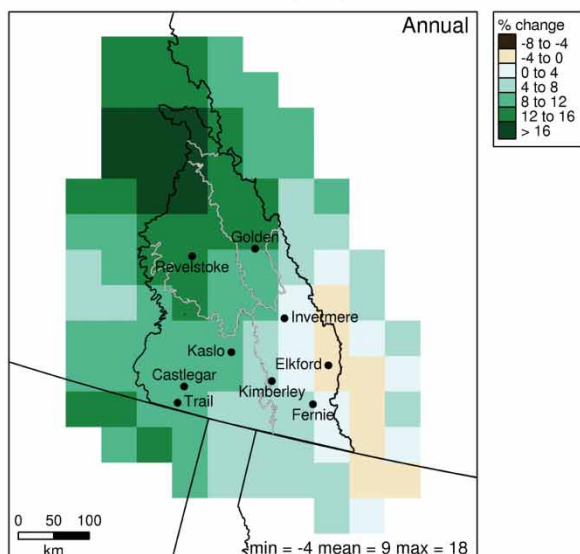 Annual
% change
-8 to -4
-4 to 0
0 to 4
4 to 8
8 to 12
12 to 16
> 16
Golden
Revelstoke
Invermere
Kaslo
Elkford
Castlegar
Kimberley
Trail
Fernie
0 50 100
km
min = -4 mean = 9 max = 18